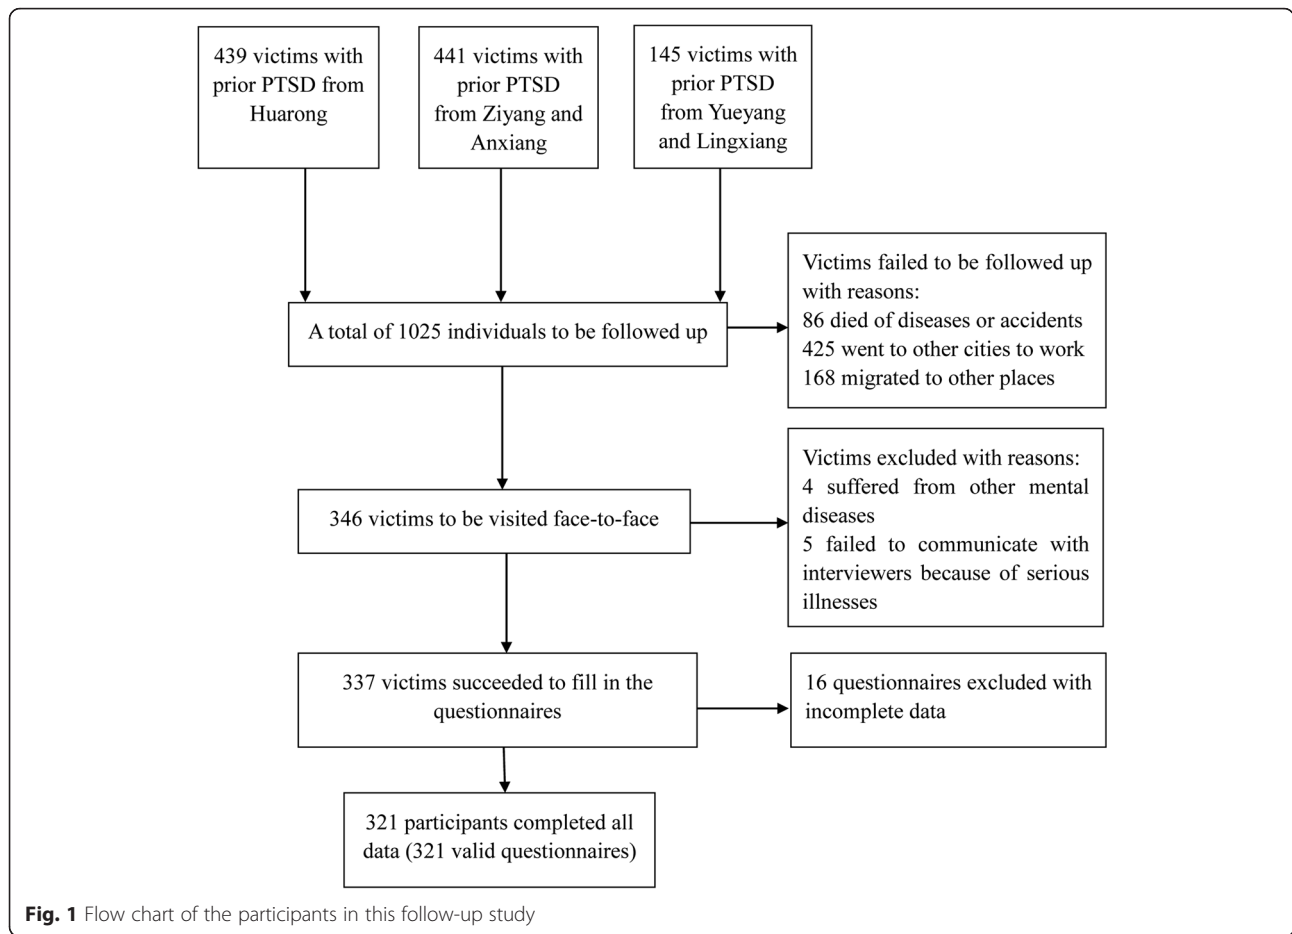 439 victims with
prior PTSD from
Huarong
441 victims with
prior PTSD
from Ziyang and
Anxiang
145 victims with
prior PTSD
from Yueyang
and Lingxiang
Victims failed to be followed up
with reasons:
86 died of diseases or accidents
425 went to other cities to work
168 migrated to other places
A total of 1025 individuals to be followed up
Victims excluded with reasons:
4 suffered from other mental
diseases
5 failed to communicate with
interviewers because of serious
illnesses
346 victims to be visited face-to-face
337 victims succeeded to fill in the
questionnaires
16 questionnaires excluded with
incomplete data
321 participants completed all
data (321 valid questionnaires)
Fig. 1 Flow chart of the participants in this follow-up study